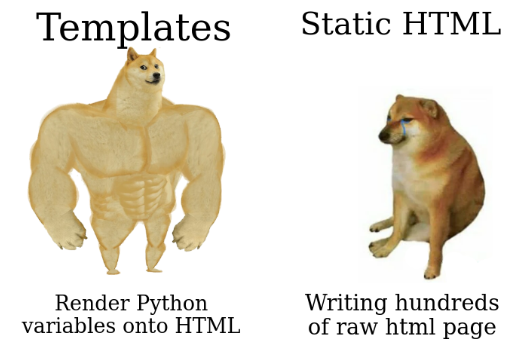 Templates
Static HTML
Render Python
variables onto HTML
Writing hundreds
of raw html page